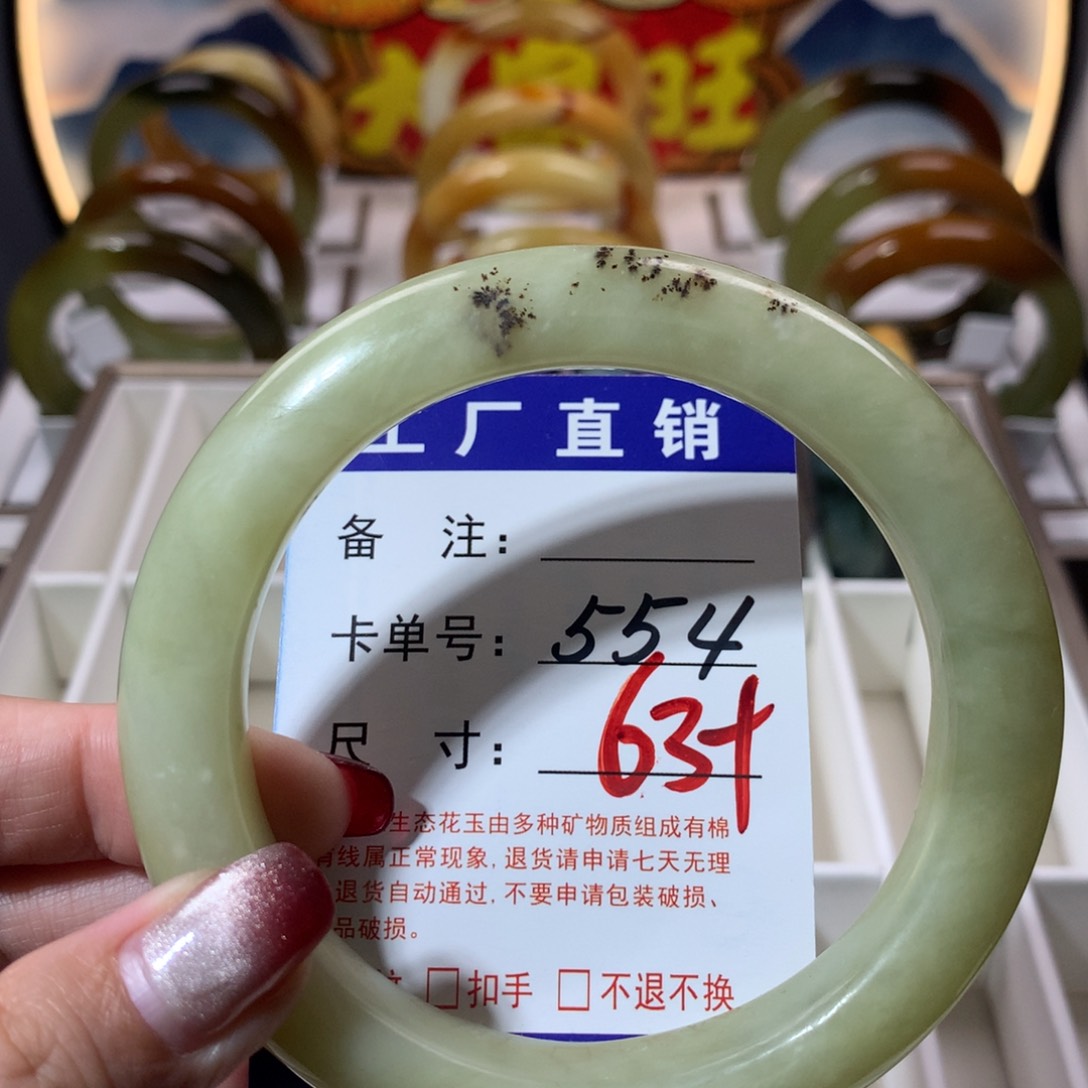 大 旺
工厂直销
备 注:
卡单号: 554
尺 寸: 63+
生态花玉由多种矿物质组成有棉
有线属正常现象,退货请申请七天无理
退货自动通过,不要申请包装破损、
品破损。
□扣手 □不退不换